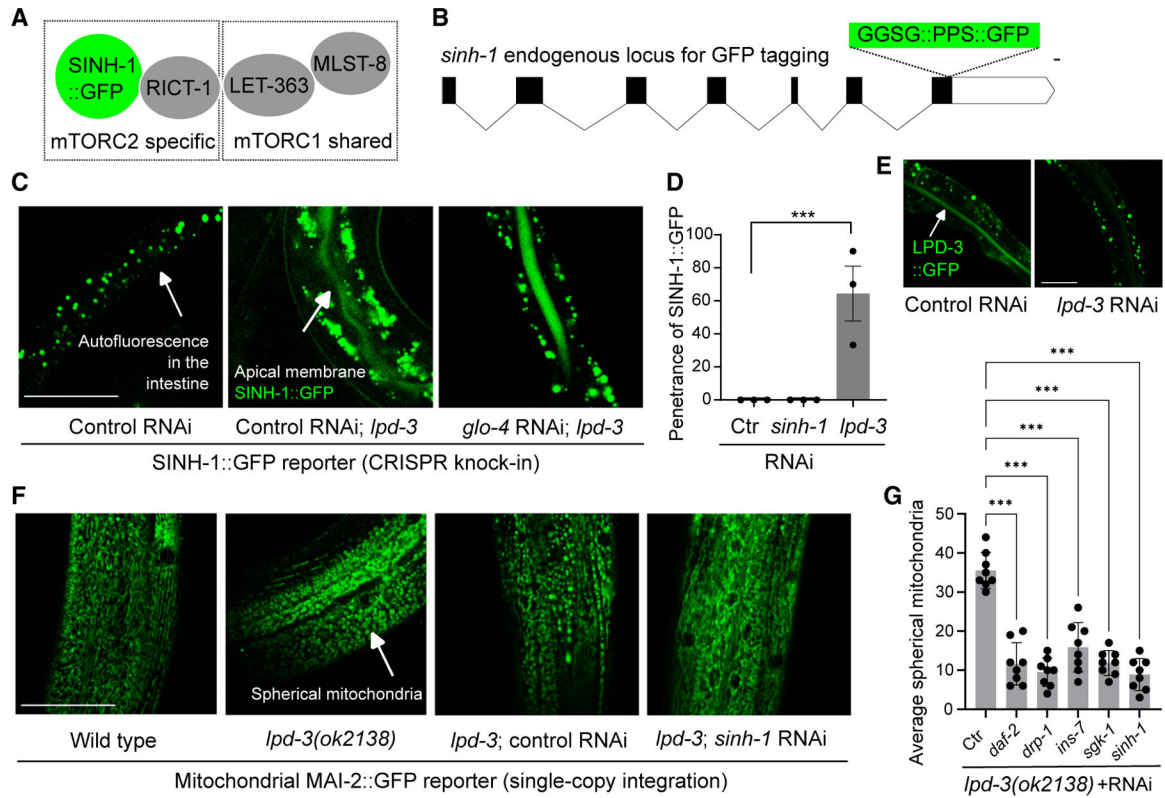 A
SINH-1
::GFP
RICT-1
LET-363
MLST-8
mTORC2 specific
mTORC1 shared
B
GGSG::PPS::GFP
sinh-1 endogenous locus for GFP tagging
C
Autofluorescence
in the
intestine
Apical membrane
SINH-1::GFP
Control RNAi
Control RNAi; lpd-3
glo-4 RNAi; lpd-3
SINH-1::GFP reporter (CRISPR knock-in)
D
Penetrance of SINH-1::GFP
100
80
60
40
20
0
***
Ctr
sinh-1
lpd-3
RNAi
E
LPD-3
::GFP
Control RNAi
lpd-3 RNAi
F
Spherical mitochondria
Wild type
lpd-3(ok2138)
lpd-3; control RNAi
lpd-3; sinh-1 RNAi
Mitochondrial MAI-2::GFP reporter (single-copy integration)
G
Average spherical mitochondria
50
40
30
20
10
0
***
***
***
***
***
Ctr
daf-2
drp-1
ins-7
sgk-1
sinh-1
lpd-3(ok2138) +RNAi